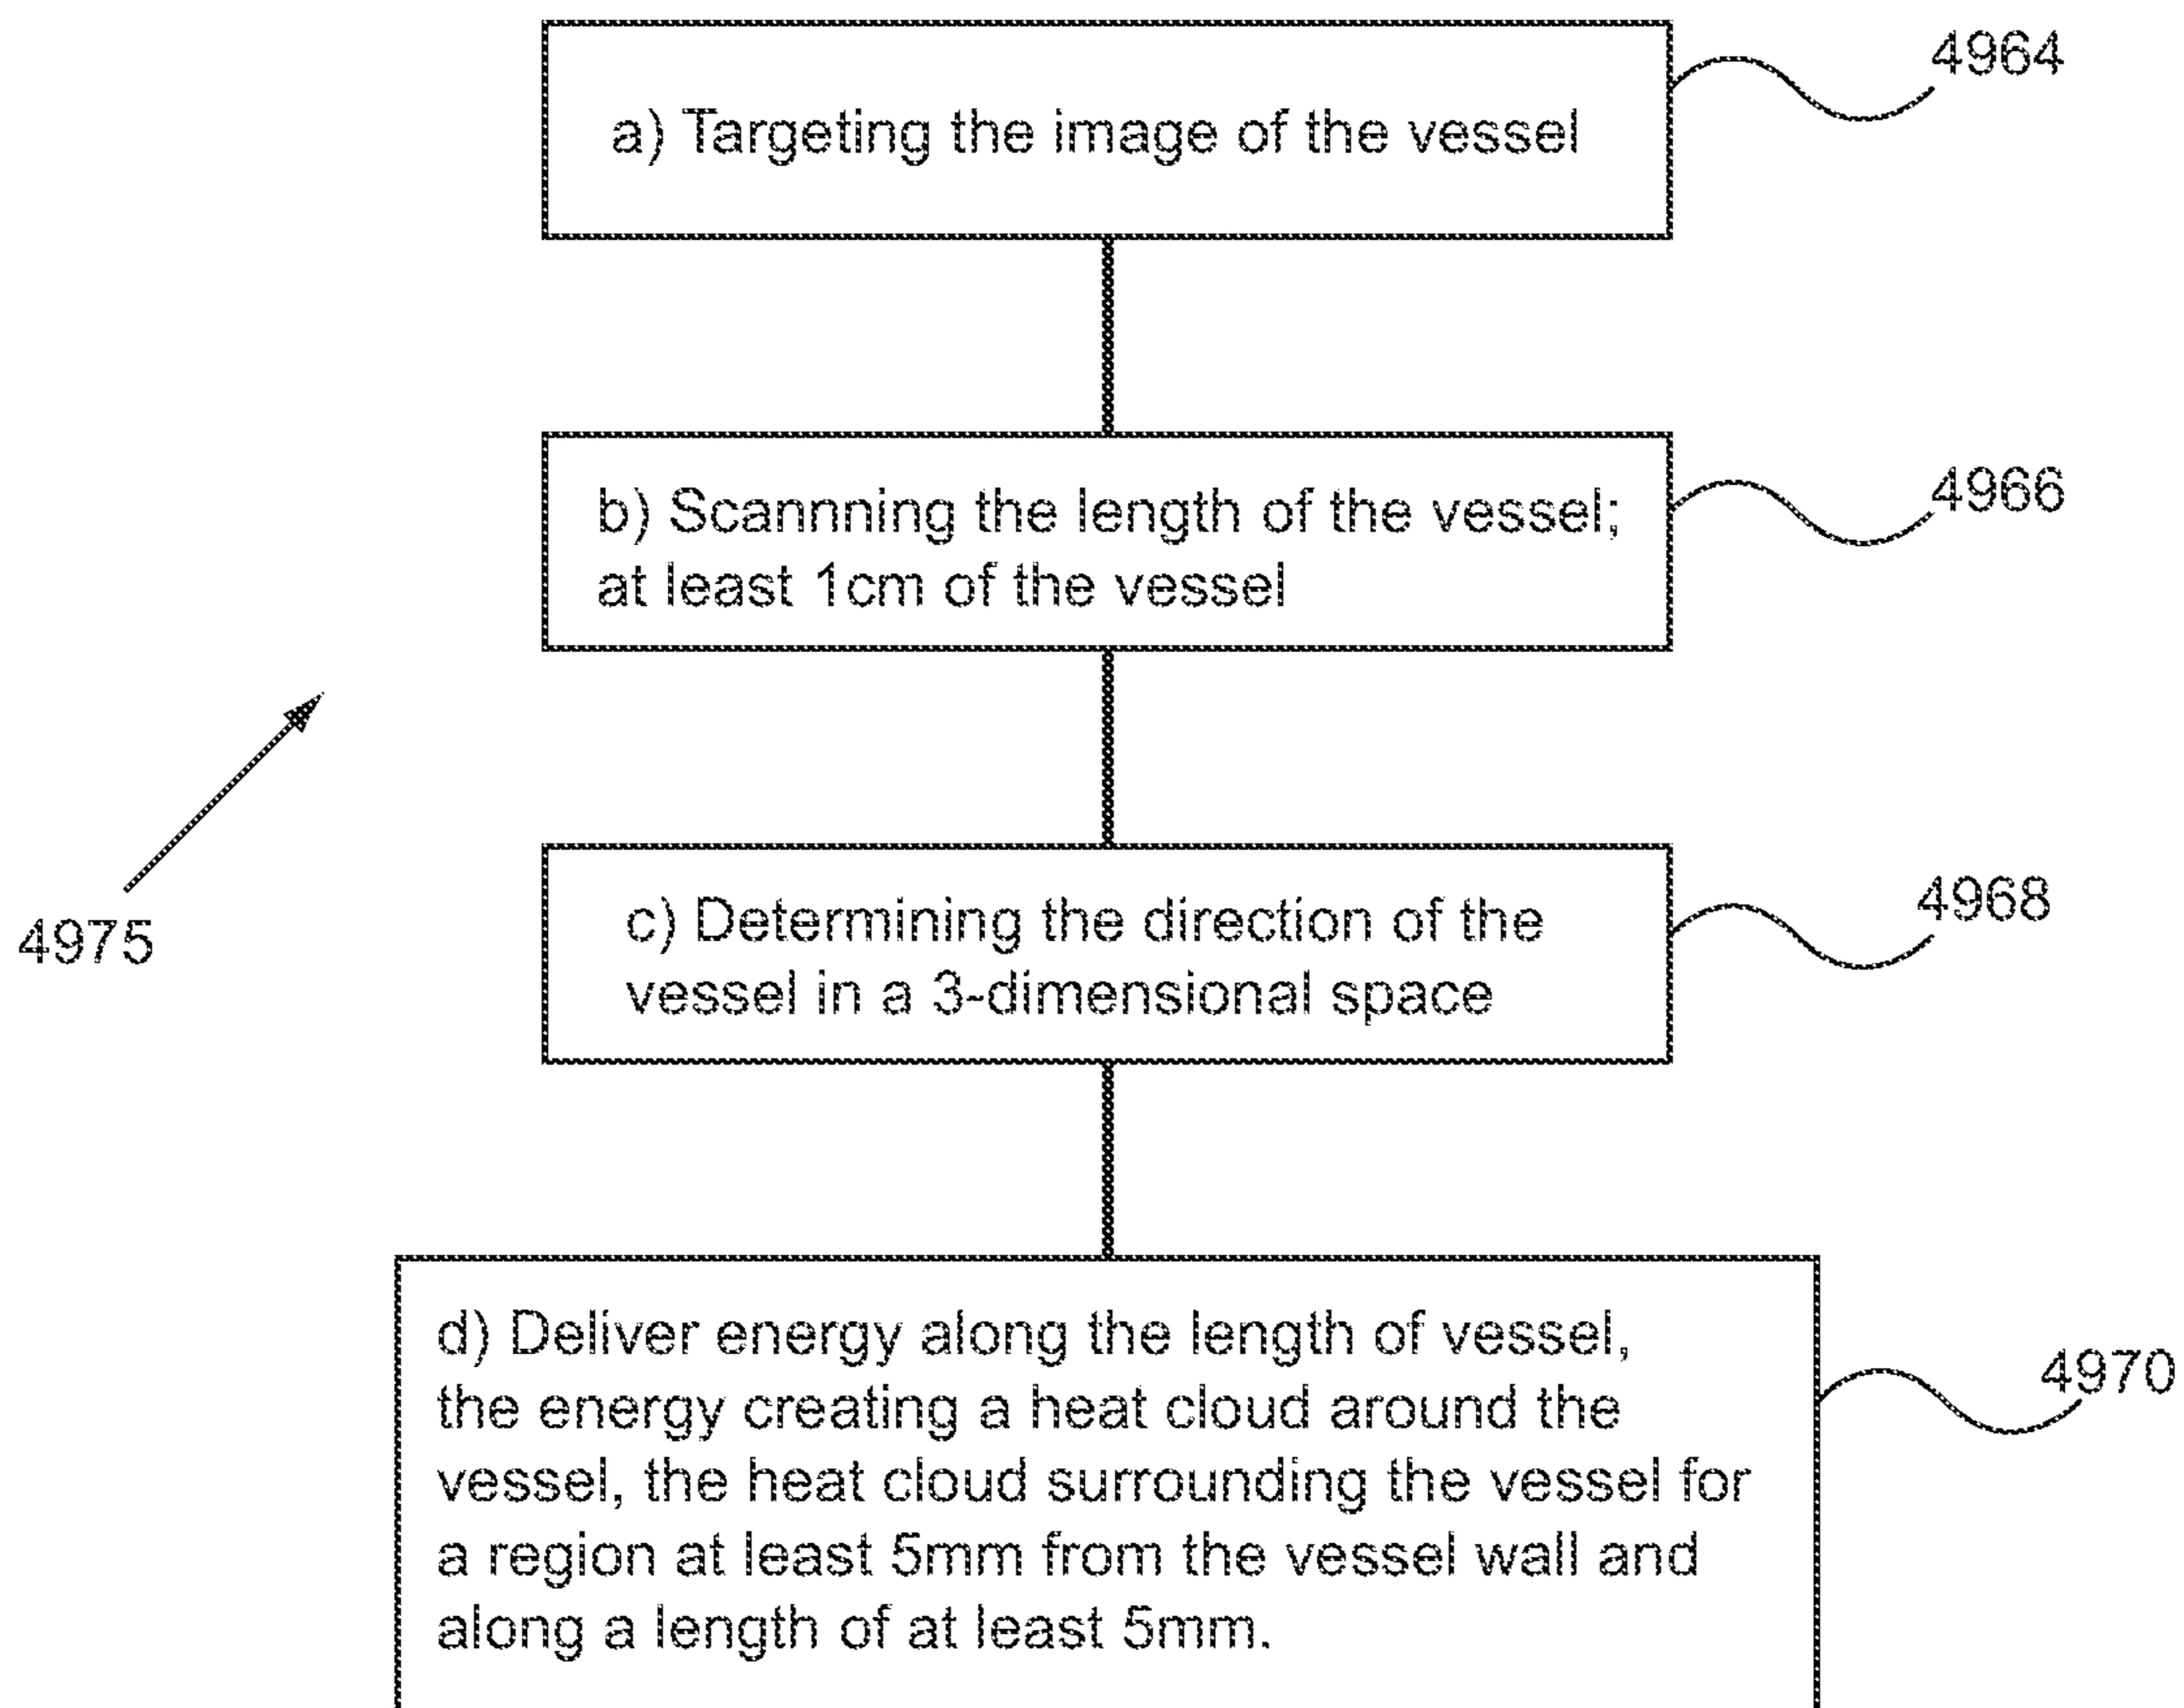 a) Targeting the image of the vessel
4964
b) Scannning the length of the vessel;
at least 1cm of the vessel
4966
c) Determining the direction of the
vessel in a 3-dimensional space
4968
4975
d) Deliver energy along the length of vessel,
the energy creating a heat cloud around the
vessel, the heat cloud surrounding the vessel for
a region at least 5mm from the vessel wall and
along a length of at least 5mm.
4970